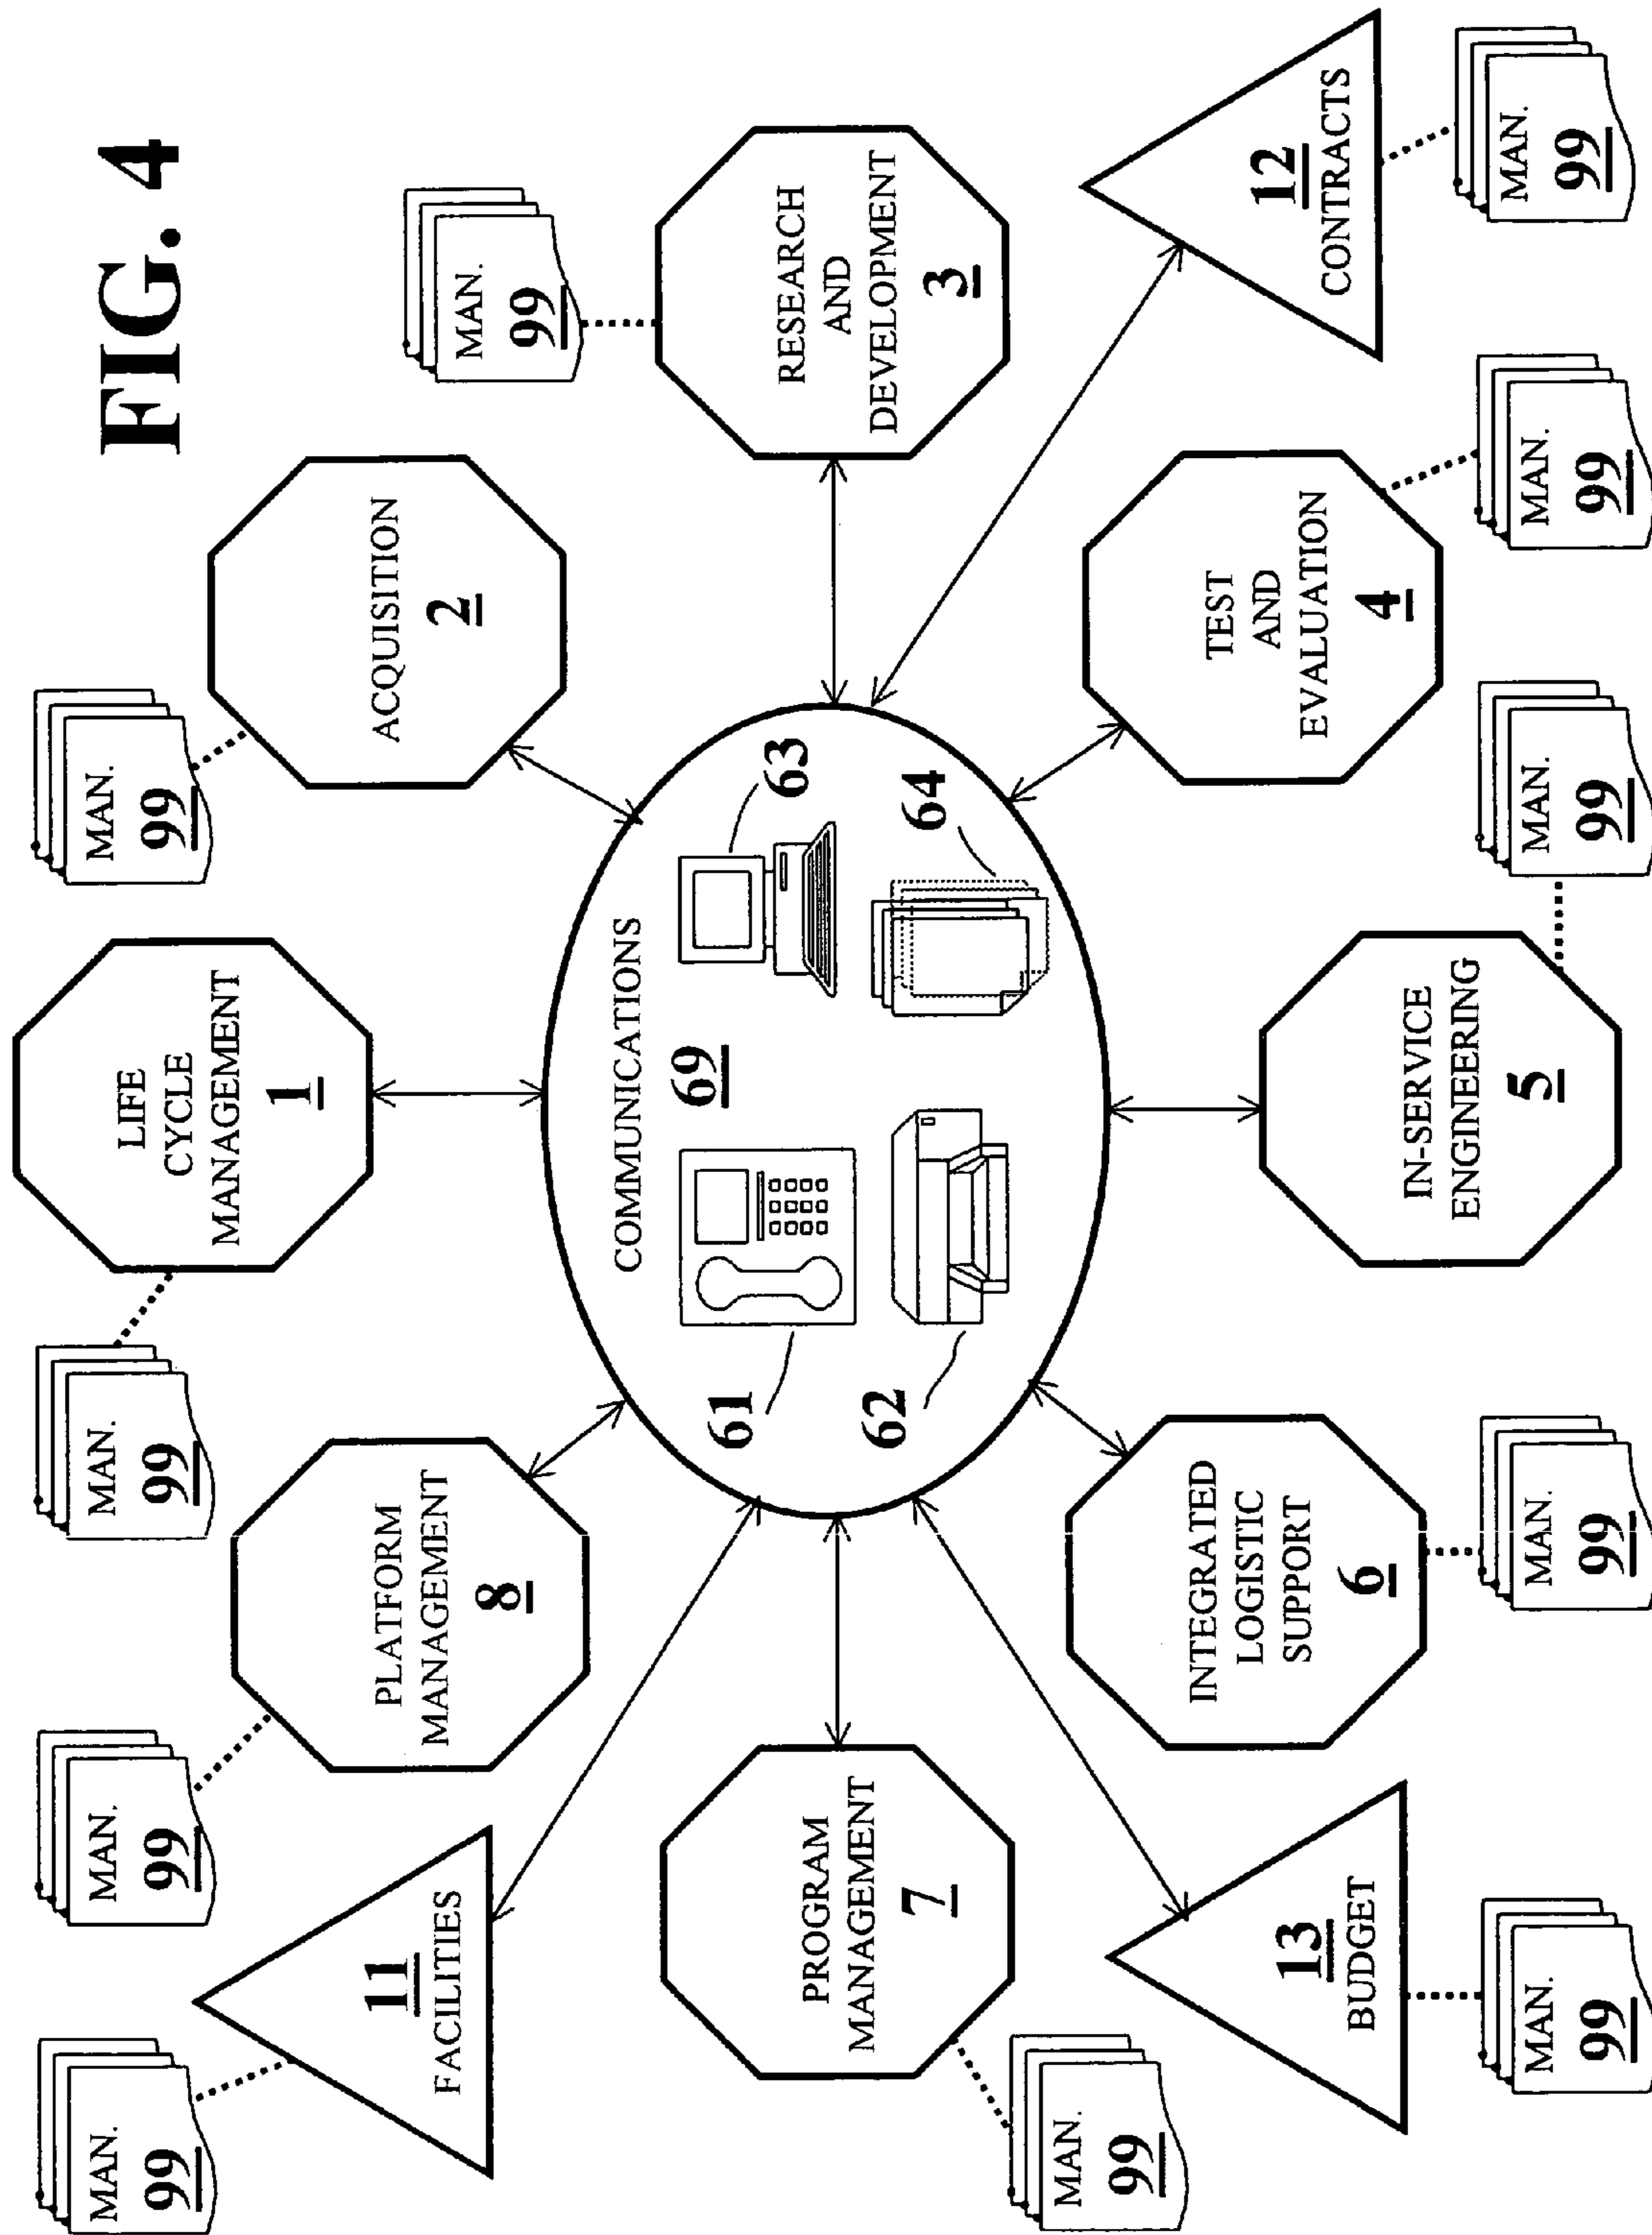 FIG. 4
MAN.
99
MAN.
99
MAN.
99
MAN.
99
MAN.
99
11
FACILITIES
PLATFORM
MANAGEMENT
8
LIFE
CYCLE
MANAGEMENT
1
ACQUISITION
2
RESEARCH
AND
DEVELOPMENT
3
PROGRAM
MANAGEMENT
7
COMMUNICATIONS
69
61
63
62
64
MAN.
99
13
BUDGET
INTEGRATED
LOGISTIC
SUPPORT
6
IN-SERVICE
ENGINEERING
5
TEST
AND
EVALUATION
4
12
CONTRACTS
MAN.
99
MAN.
99
MAN.
99
MAN.
99
MAN.
99